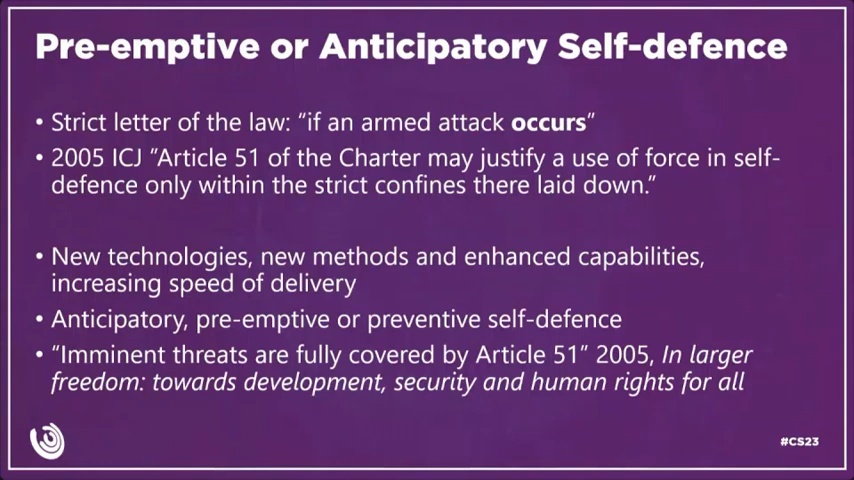 Pre-emptive or Anticipatory Self-defence
• Strict letter of the law: “if an armed attack occurs”
• 2005 ICJ “Article 51 of the Charter may justify a use of force in self-
defence only within the strict confines there laid down.”
• New technologies, new methods and enhanced capabilities,
increasing speed of delivery
• Anticipatory, pre-emptive or preventive self-defence
• “Imminent threats are fully covered by Article 51” 2005, In larger
freedom: towards development, security and human rights for all
#CS23